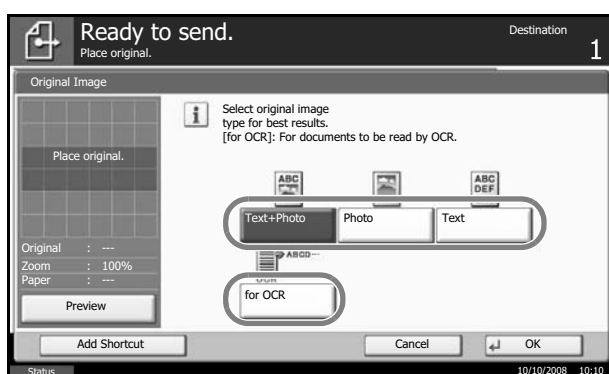 Ready to send.
Destination
Place original.
1
Original Image
Select original image
type for best results.
[for OCR]: For documents to be read by OCR.
Place original.
ABC
ABC
DEF
Text+Photo Photo Text
Original : ---
Zoom : 100%
Paper : ---
ABCD---
OCR
for OCR
Preview
Add Shortcut Cancel OK
Status 10/10/2008 10:10